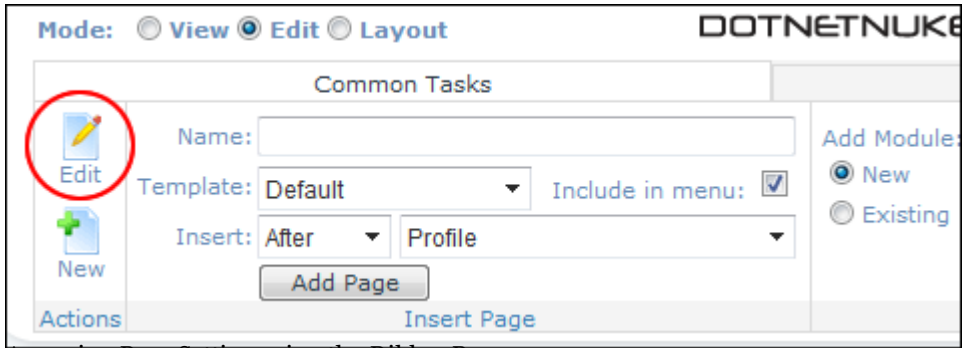 Mode: View Edit Layout
DOTNETNUKE
Common Tasks
Edit
New
Actions
Name:
Template: Default Include in menu:
Insert: After Profile
Add Page
Insert Page
Add Module:
New
Existing